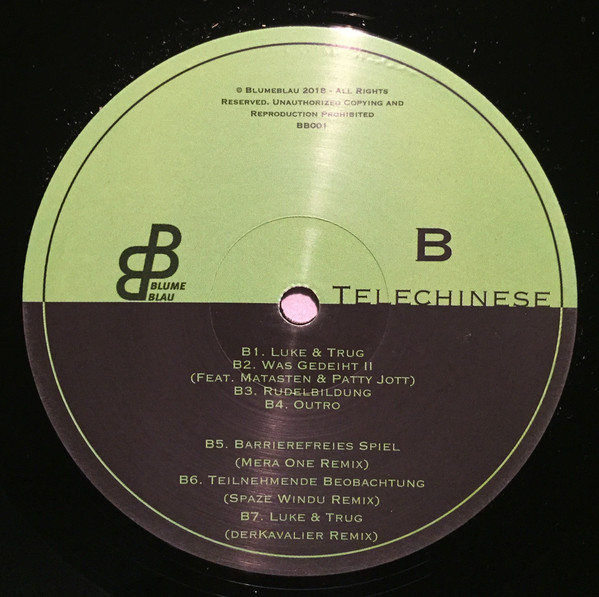 © Blumeblau 2018 - All Rights
Reserved. Unauthorized Copying and
Reproduction Prohibited
BB001
B
BLUME
BLAU
B
Telechinese
B1. Luke & Trug
B2. Was Gedeiht II
(Feat. Matasten & Patty Jott)
B3. Rudelbildung
B4. Outro
B5. Barrierefreies Spiel
(Mera One Remix)
B6. Teilnehmende Beobachtung
(Spaze Windu Remix)
B7. Luke & Trug
(derKavalier Remix)